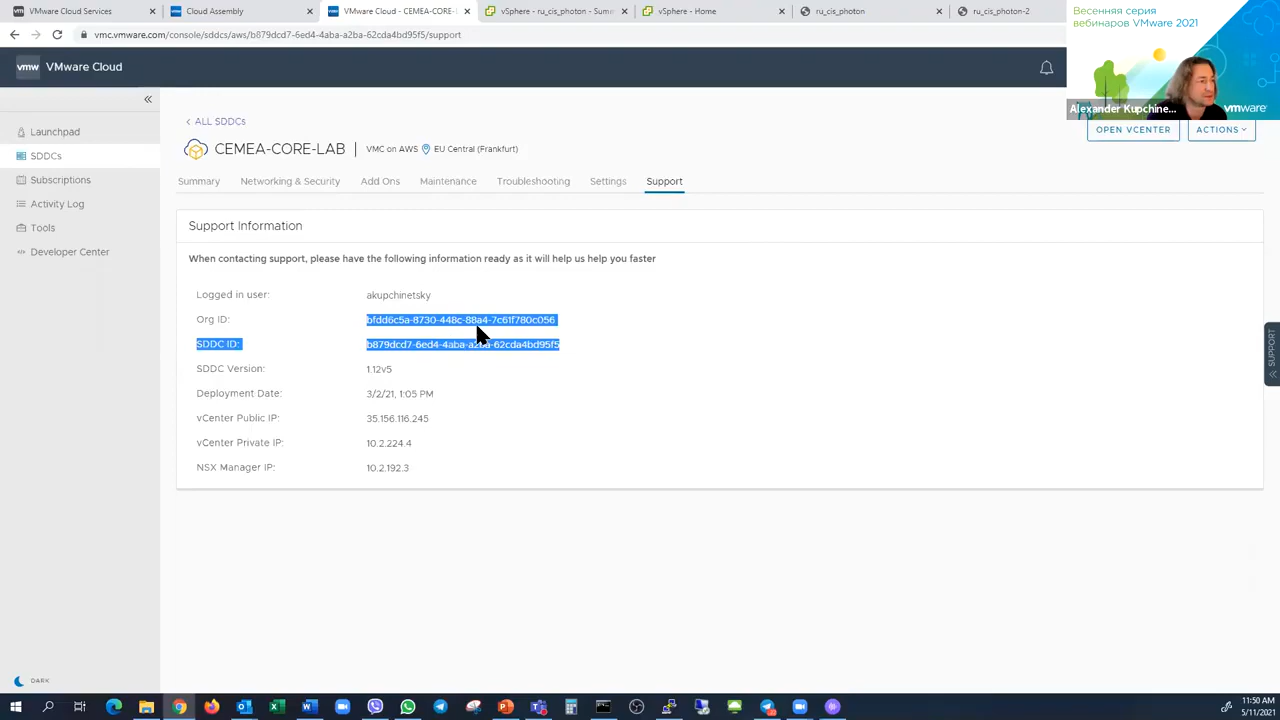 VMware Cloud Services
Cloud Assembly
VMware Cloud - CEMEA-CORE-L
vSphere - ru_cis_photon - Summ
vSphere - Home
ru_cis_photon
ru_cis_photon-2
vmc.vmware.com/console/sddcs/aws/b879dcd7-6ed4-4aba-a2ba-62cda4bd95f5/support
Весенняя серия
вебинаров VMware 2021
Alexander Kupchine...
vmware
vmw VMware Cloud
Launchpad
SDDCs
Subscriptions
Activity Log
Tools
Developer Center
DARK
ALL SDDCs
CEMEA-CORE-LAB | VMC on AWS EU Central (Frankfurt)
OPEN VCENTER ACTIONS
Summary Networking & Security Add Ons Maintenance Troubleshooting Settings Support
Support Information
When contacting support, please have the following information ready as it will help us help you faster
Logged in user: akupchinetsky
Org ID: bfdd6c5a-8730-448c-88a4-7c61f780c056
SDDC ID: b879dcd7-6ed4-4aba-a2ba-62cda4bd95f5
SDDC Version: 1.12v5
Deployment Date: 3/2/21, 1:05 PM
vCenter Public IP: 35.156.116.245
vCenter Private IP: 10.2.224.4
NSX Manager IP: 10.2.192.3
SUPPORT
11:50 AM
5/11/2021